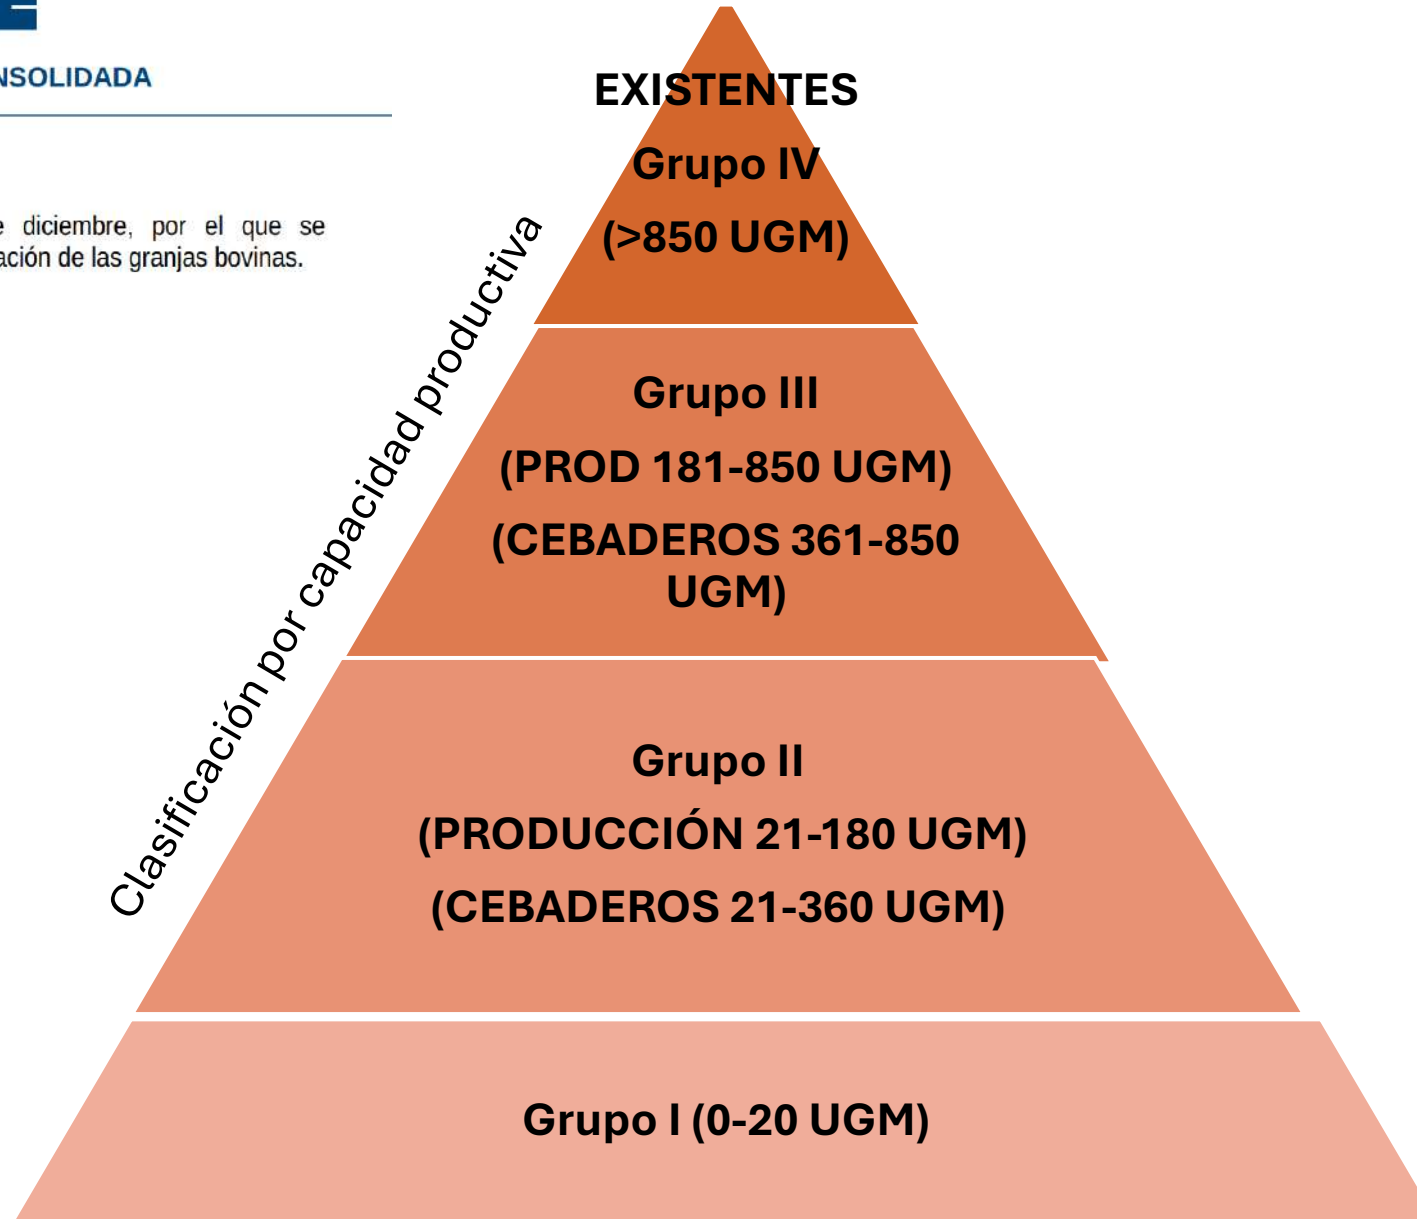 NSOLIDADA
diciembre, por el que se
ación de las granjas bovinas.
Clasificación por capacidad productiva
EXISTENTES
Grupo IV
(>850 UGM)
Grupo III
(PROD 181-850 UGM)
(CEBADEROS 361-850
UGM)
Grupo II
(PRODUCCIÓN 21-180 UGM)
(CEBADEROS 21-360 UGM)
Grupo I (0-20 UGM)